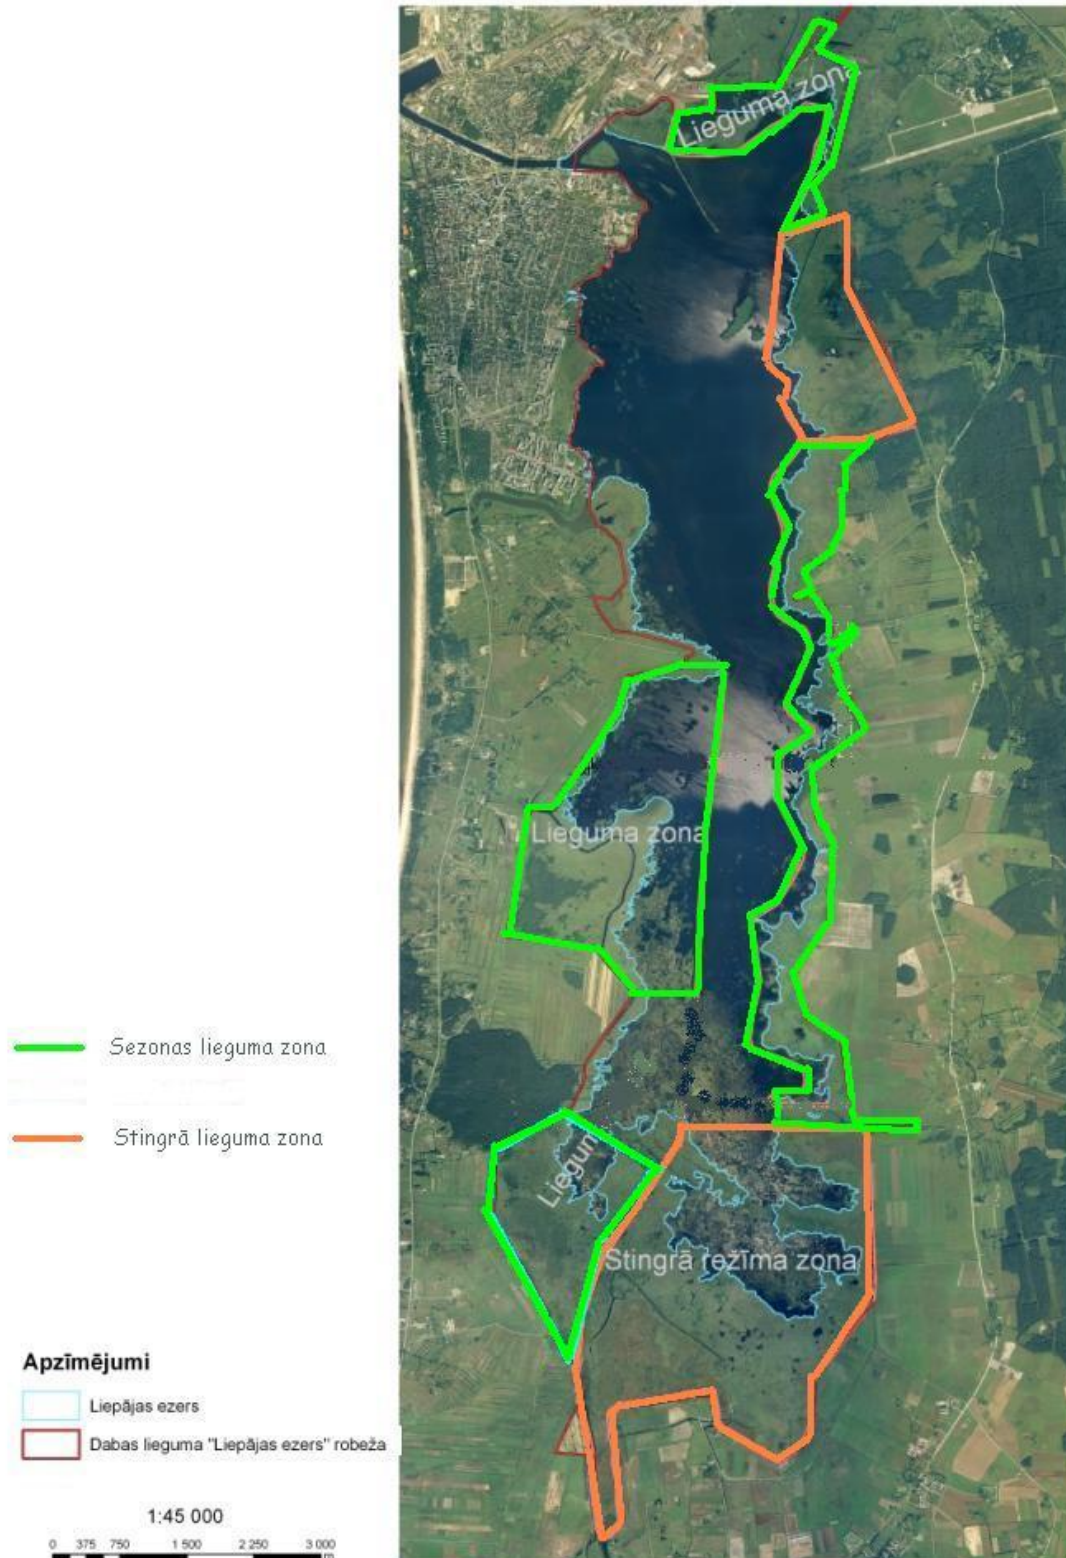 Lieguma zona
Lieguma zona
Sezonas lieguma zona
Stingrā lieguma zona
Liegum
Stingrā režīma zona
Apzīmējumi
Liepājas ezers
Dabas lieguma "Liepājas ezers" robeža
1:45 000
0 375 750 1 500 2 250 3 000
m